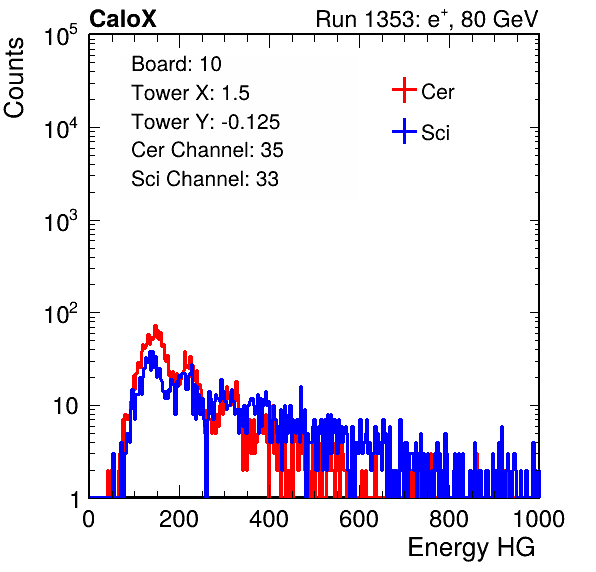 CaloX Run 1353: e⁺, 80 GeV
Counts
10⁵
10⁴
10³
10²
10
1
Board: 10
Tower X: 1.5
Tower Y: -0.125
Cer Channel: 35
Sci Channel: 33
Cer
Sci
0 200 400 600 800 1000
Energy HG